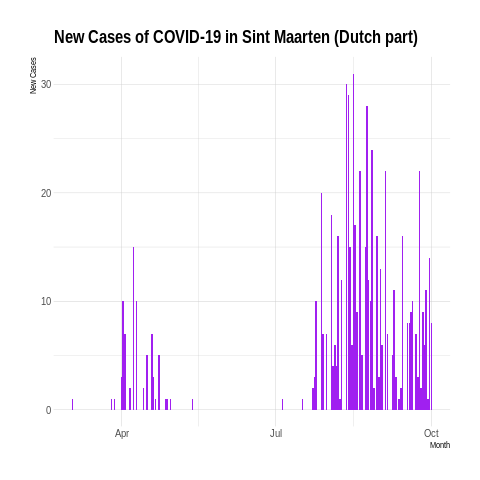 New Cases of COVID-19 in Sint Maarten (Dutch part)
New Cases
30
20
10
0
Apr
Jul
Oct
Month